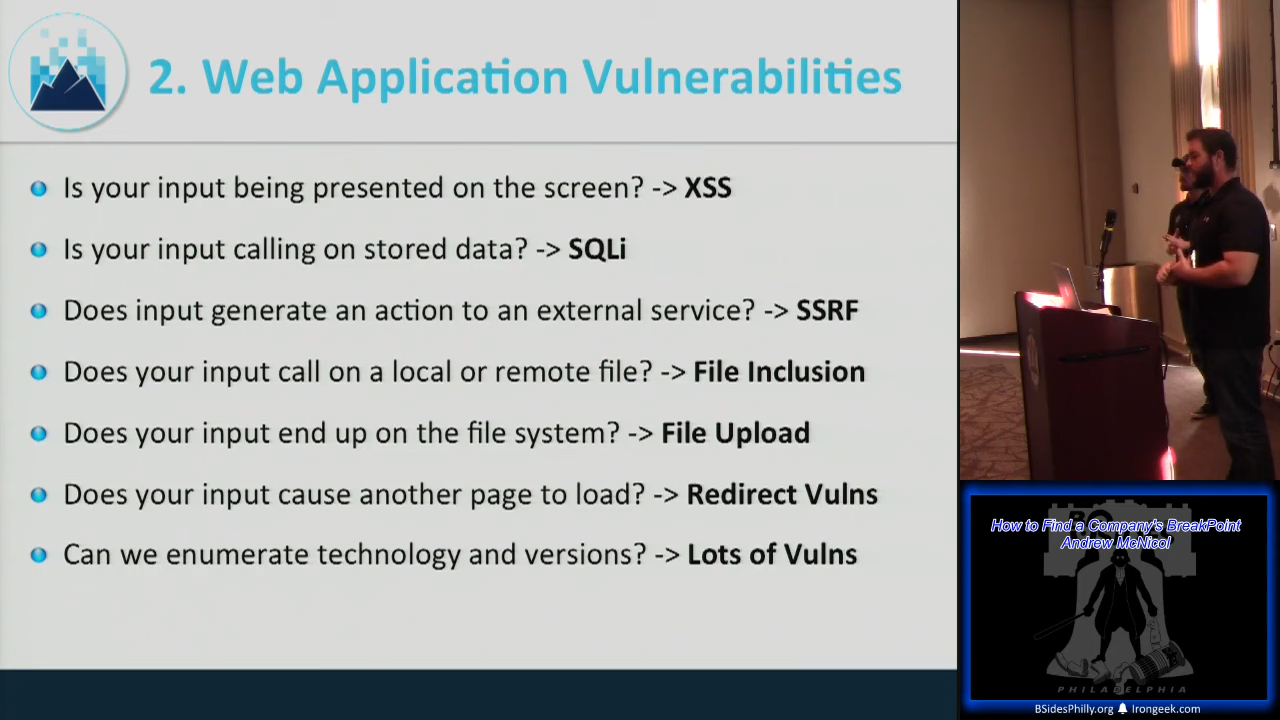 2. Web Application Vulnerabilities
Is your input being presented on the screen? -> XSS
Is your input calling on stored data? -> SQLi
Does input generate an action to an external service? -> SSRF
Does your input call on a local or remote file? -> File Inclusion
Does your input end up on the file system? -> File Upload
Does your input cause another page to load? -> Redirect Vulns
Can we enumerate technology and versions? -> Lots of Vulns
How to Find a Company's BreakPoint
Andrew McNicol
PHILADELPHIA
BSidesPhilly.org Irongeek.com